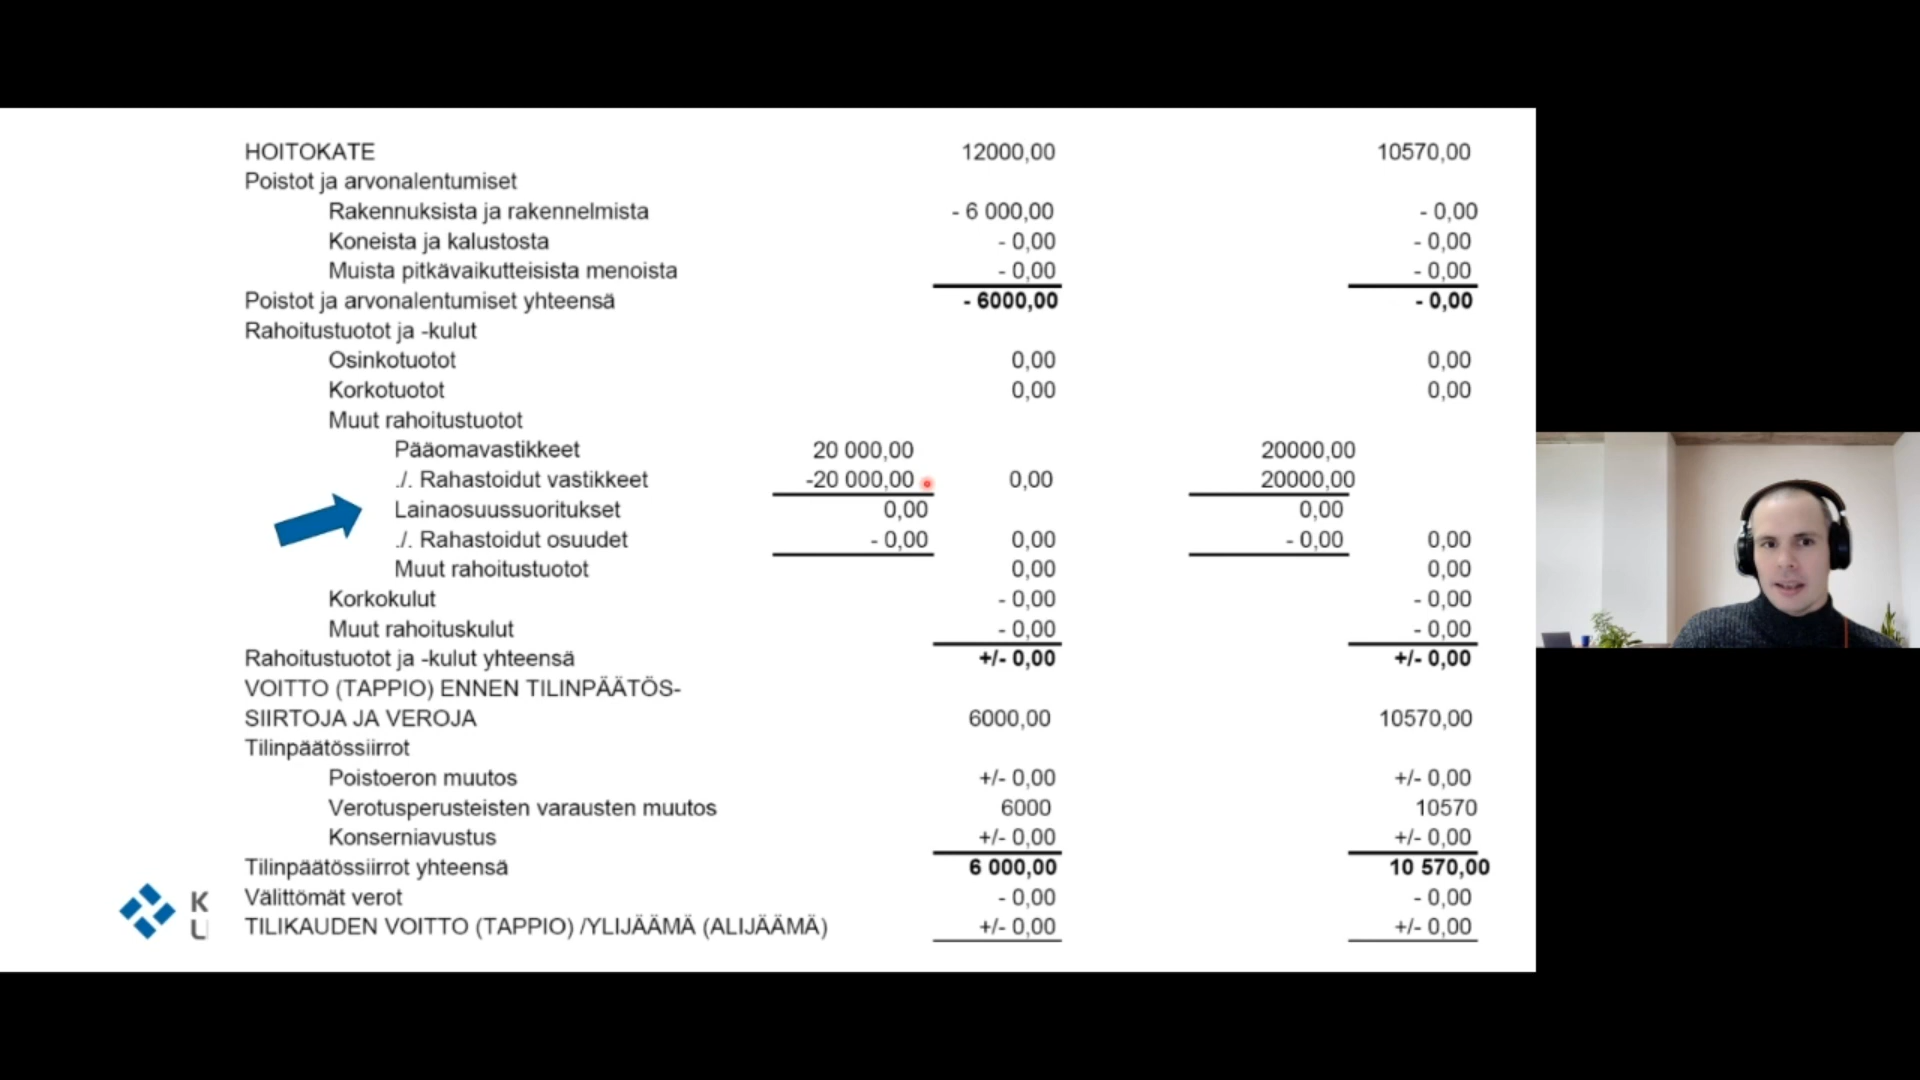 HOITOKATE 12000,00 10570,00
Poistot ja arvonalentumiset
Rakennuksista ja rakennelmista - 6 000,00 - 0,00
Koneista ja kalustosta - 0,00 - 0,00
Muista pitkävaikutteisista menoista - 0,00 - 0,00
Poistot ja arvonalentumiset yhteensä - 6000,00 - 0,00
Rahoitustuotot ja -kulut
Osinkotuotot 0,00 0,00
Korkotuotot 0,00 0,00
Muut rahoitustuotot
Pääomavastikkeet 20 000,00 20000,00
./. Rahastoidut vastikkeet -20 000,00 0,00 20000,00
Lainaosuussuoritukset 0,00 0,00
./. Rahastoidut osuudet - 0,00 0,00 - 0,00 0,00
Muut rahoitustuotot 0,00 0,00
Korkokulut - 0,00 - 0,00
Muut rahoituskulut - 0,00 - 0,00
Rahoitustuotot ja -kulut yhteensä +/- 0,00 +/- 0,00
VOITTO (TAPPIO) ENNEN TILINPÄÄTÖS-
SIIRTOJA JA VEROJA 6000,00 10570,00
Tilinpäätössiirrot
Poistoeron muutos +/- 0,00 +/- 0,00
Verotusperusteisten varausten muutos 6000 10570
Konserniavustus +/- 0,00 +/- 0,00
Tilinpäätössiirrot yhteensä 6 000,00 10 570,00
Välittömät verot - 0,00 - 0,00
TILIKAUDEN VOITTO (TAPPIO) /YLIJÄÄMÄ (ALIJÄÄMÄ) +/- 0,00 +/- 0,00
K
U